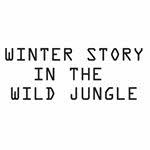 WINTER STORY
IN THE
WILD JUNGLE